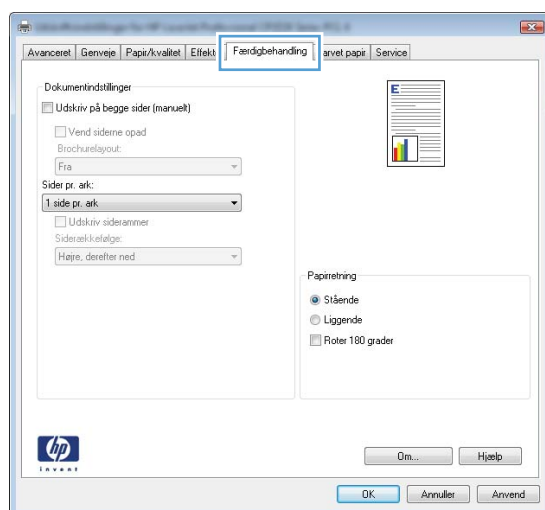 Avanceret Genveje Papir/kvalitet Effekt Færdigbehandling arvet papir Service
Dokumentindstillinger
Udskriv på begge sider (manuelt)
Vend siderne opad
Brochurelayout:
Fra
Sider pr. ark:
1 side pr. ark
Udskriv siderammer
Siderækkefølge:
Højre, derefter ned
E
Papirretning
Stående
Liggende
Roter 180 grader
hp
invent
Om... Hjælp
OK Annuller Anvend